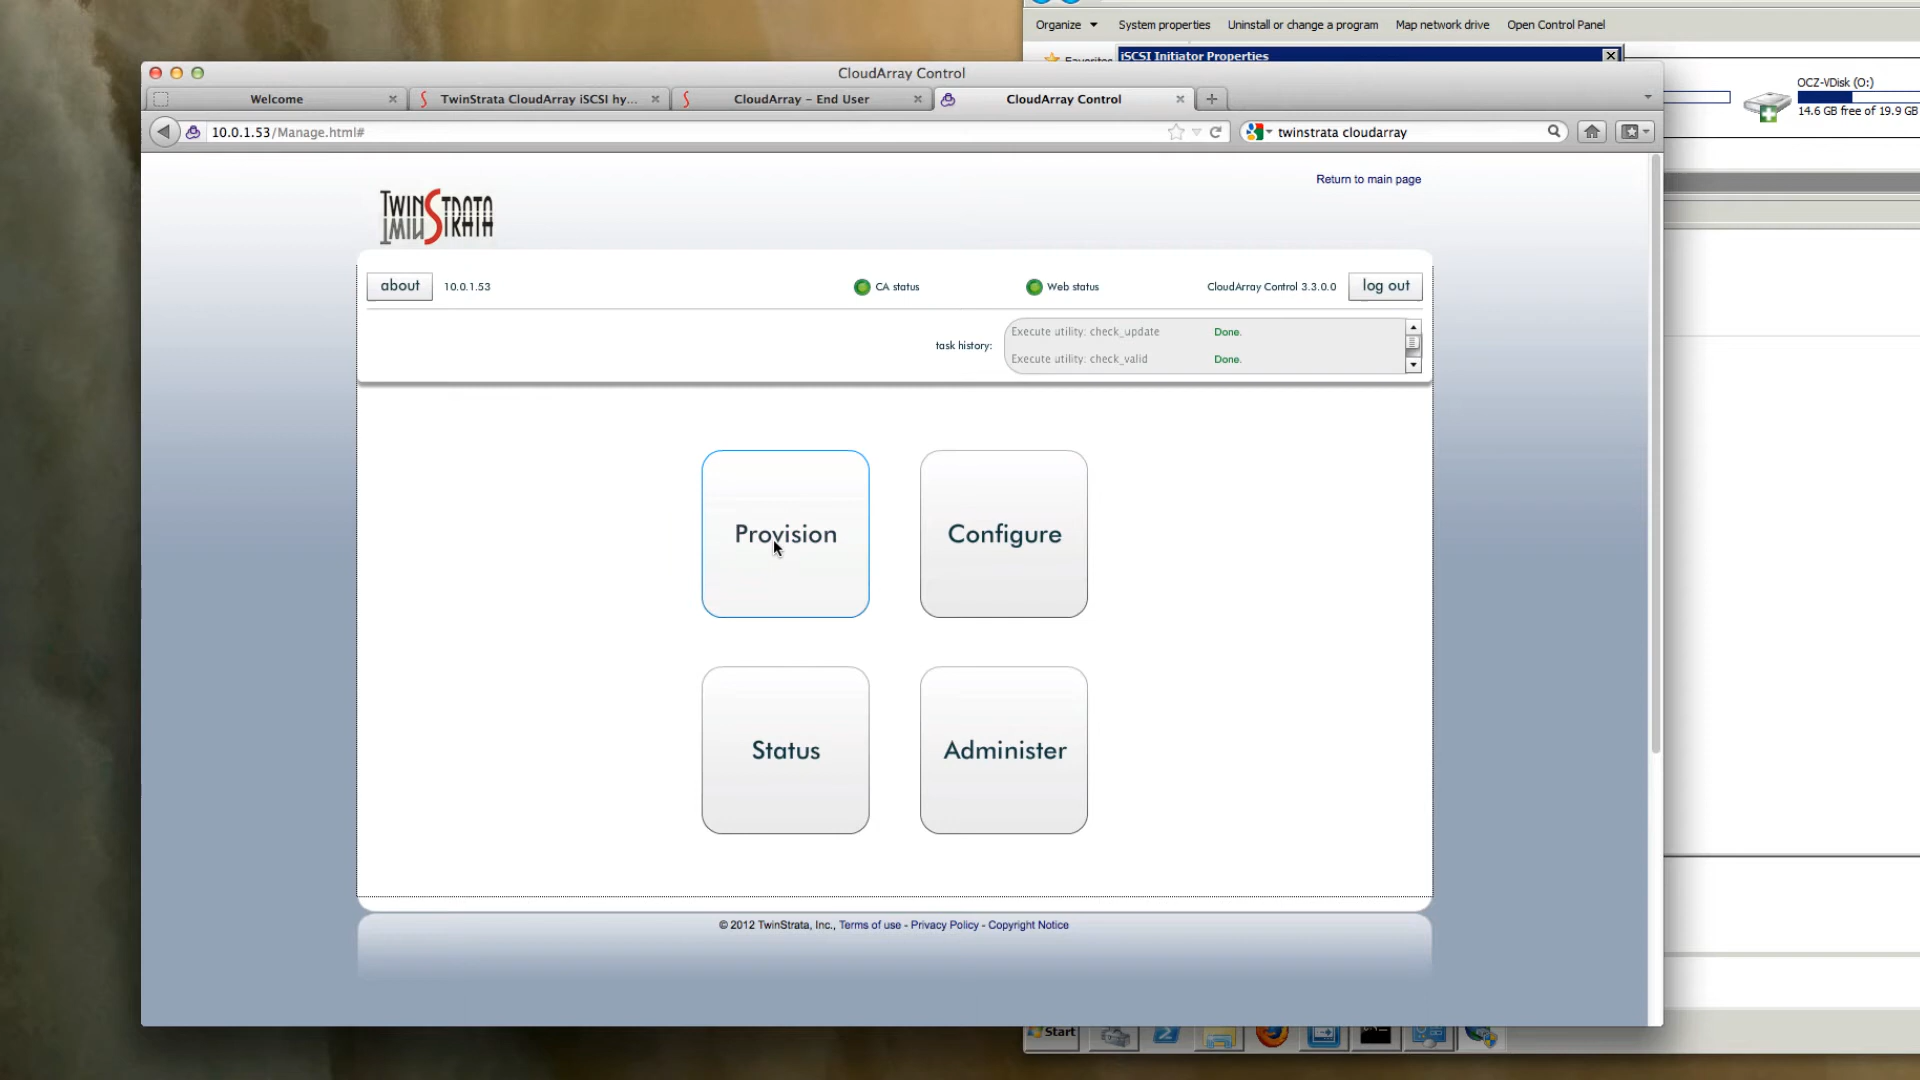 Organize System properties Uninstall or change a program Map network drive Open Control Panel
Favorites iSCSI Initiator Properties
CloudArray Control
OCZ-VDisk (O:)
14.6 GB free of 19.9 GB
Welcome TwinStrata CloudArray iSCSI hy... CloudArray – End User CloudArray Control
10.0.1.53/Manage.html# twinstrata cloudarray
Return to main page
TWINSTRATA
about 10.0.1.53 CA status Web status CloudArray Control 3.3.0.0 log out
task history:
Execute utility: check_update Done.
Execute utility: check_valid Done.
Provision Configure
Status Administer
© 2012 TwinStrata, Inc., Terms of use - Privacy Policy - Copyright Notice
Start